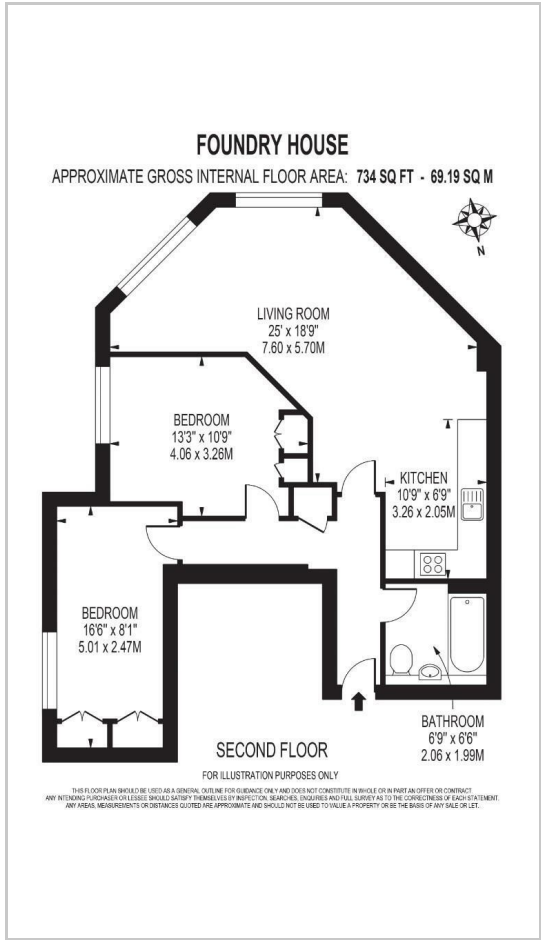 FOUNDRY HOUSE
APPROXIMATE GROSS INTERNAL FLOOR AREA: 734 SQ FT - 69.19 SQ M
N
LIVING ROOM
25' x 18'9"
7.60 x 5.70M
BEDROOM
13'3" x 10'9"
4.06 x 3.26M
KITCHEN
10'9" x 6'9"
3.26 x 2.05M
BEDROOM
16'6" x 8'1"
5.01 x 2.47M
BATHROOM
6'9" x 6'6"
2.06 x 1.99M
SECOND FLOOR
FOR ILLUSTRATION PURPOSES ONLY
THIS FLOOR PLAN SHOULD BE USED AS A GENERAL OUTLINE FOR GUIDANCE ONLY AND DOES NOT CONSTITUTE IN WHOLE OR IN PART AN OFFER OR CONTRACT.
ANY INTENDING PURCHASER OR LESSEE SHOULD SATISFY THEMSELVES BY INSPECTION, SEARCHES, ENQUIRIES AND FULL SURVEY AS TO THE CORRECTNESS OF EACH STATEMENT.
ANY AREAS, MEASUREMENTS OR DISTANCES QUOTED ARE APPROXIMATE AND SHOULD NOT BE USED TO VALUE A PROPERTY OR BE THE BASIS OF ANY SALE OR LET.